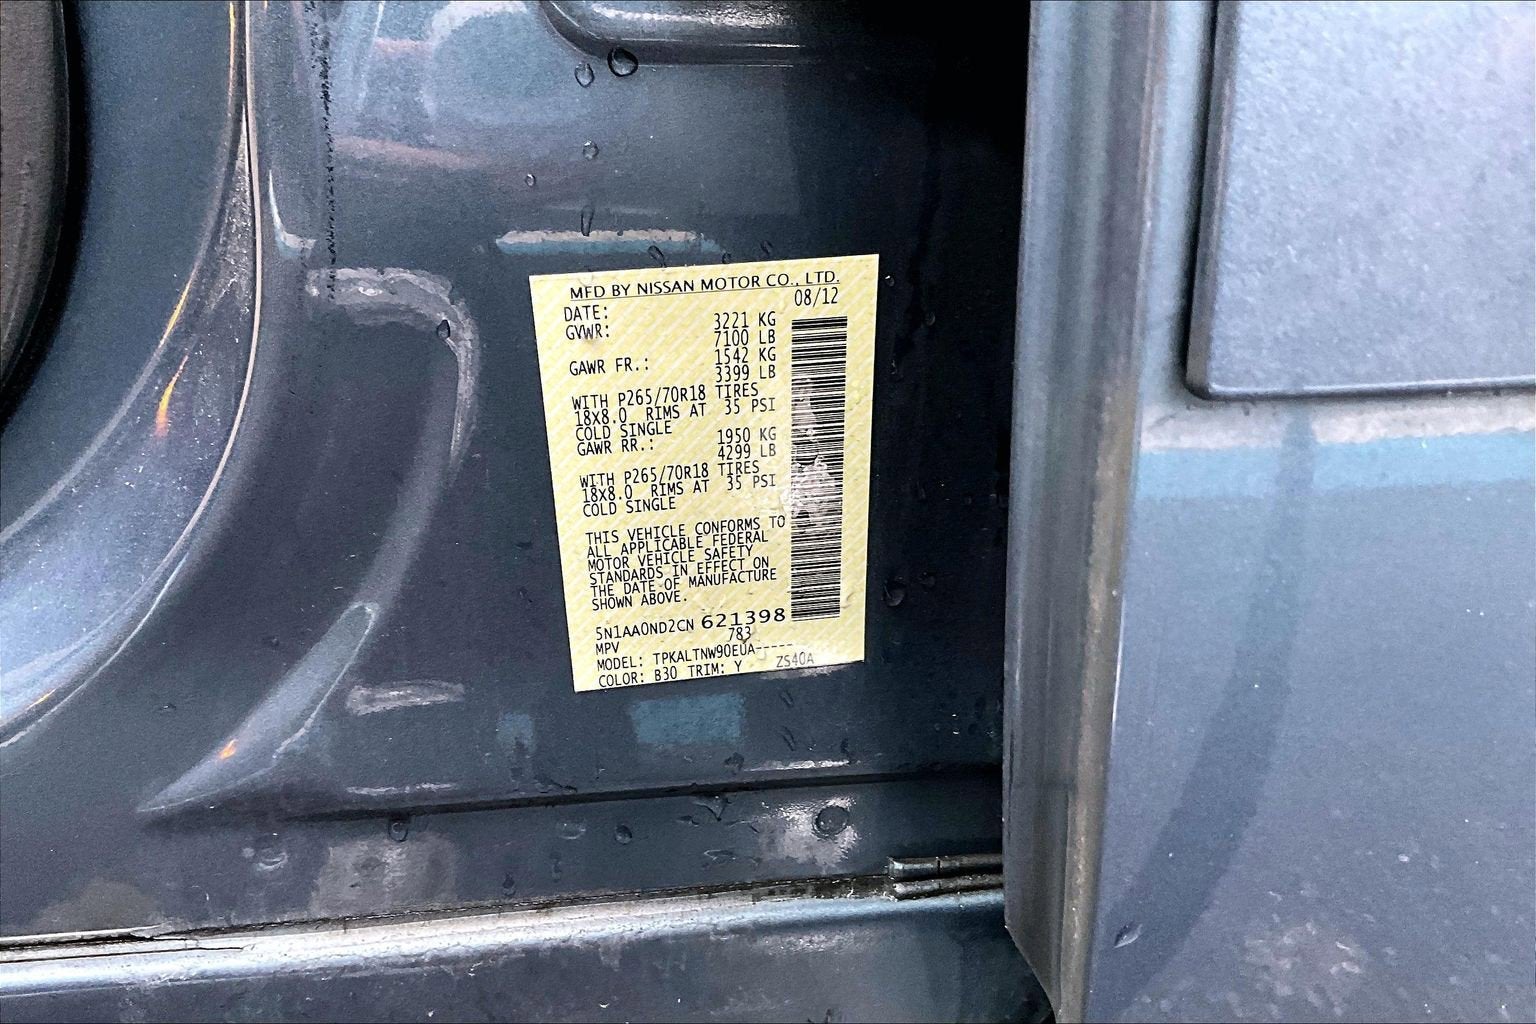 MFD BY NISSAN MOTOR CO., LTD.
DATE: 08/12
GVWR: 3221 KG
7100 LB
GAWR FR.: 1542 KG
3399 LB
WITH P265/70R18 TIRES
18X8.0 RIMS AT 35 PSI
COLD SINGLE
GAWR RR.: 1950 KG
4299 LB
WITH P265/70R18 TIRES
18X8.0 RIMS AT 35 PSI
COLD SINGLE
THIS VEHICLE CONFORMS TO
ALL APPLICABLE FEDERAL
MOTOR VEHICLE SAFETY
STANDARDS IN EFFECT ON
THE DATE OF MANUFACTURE
SHOWN ABOVE.
5N1AA0ND2CN 621398
MPV 783
MODEL: TPKALTNW90EUA-----
COLOR: B30 TRIM: Y ZS40A